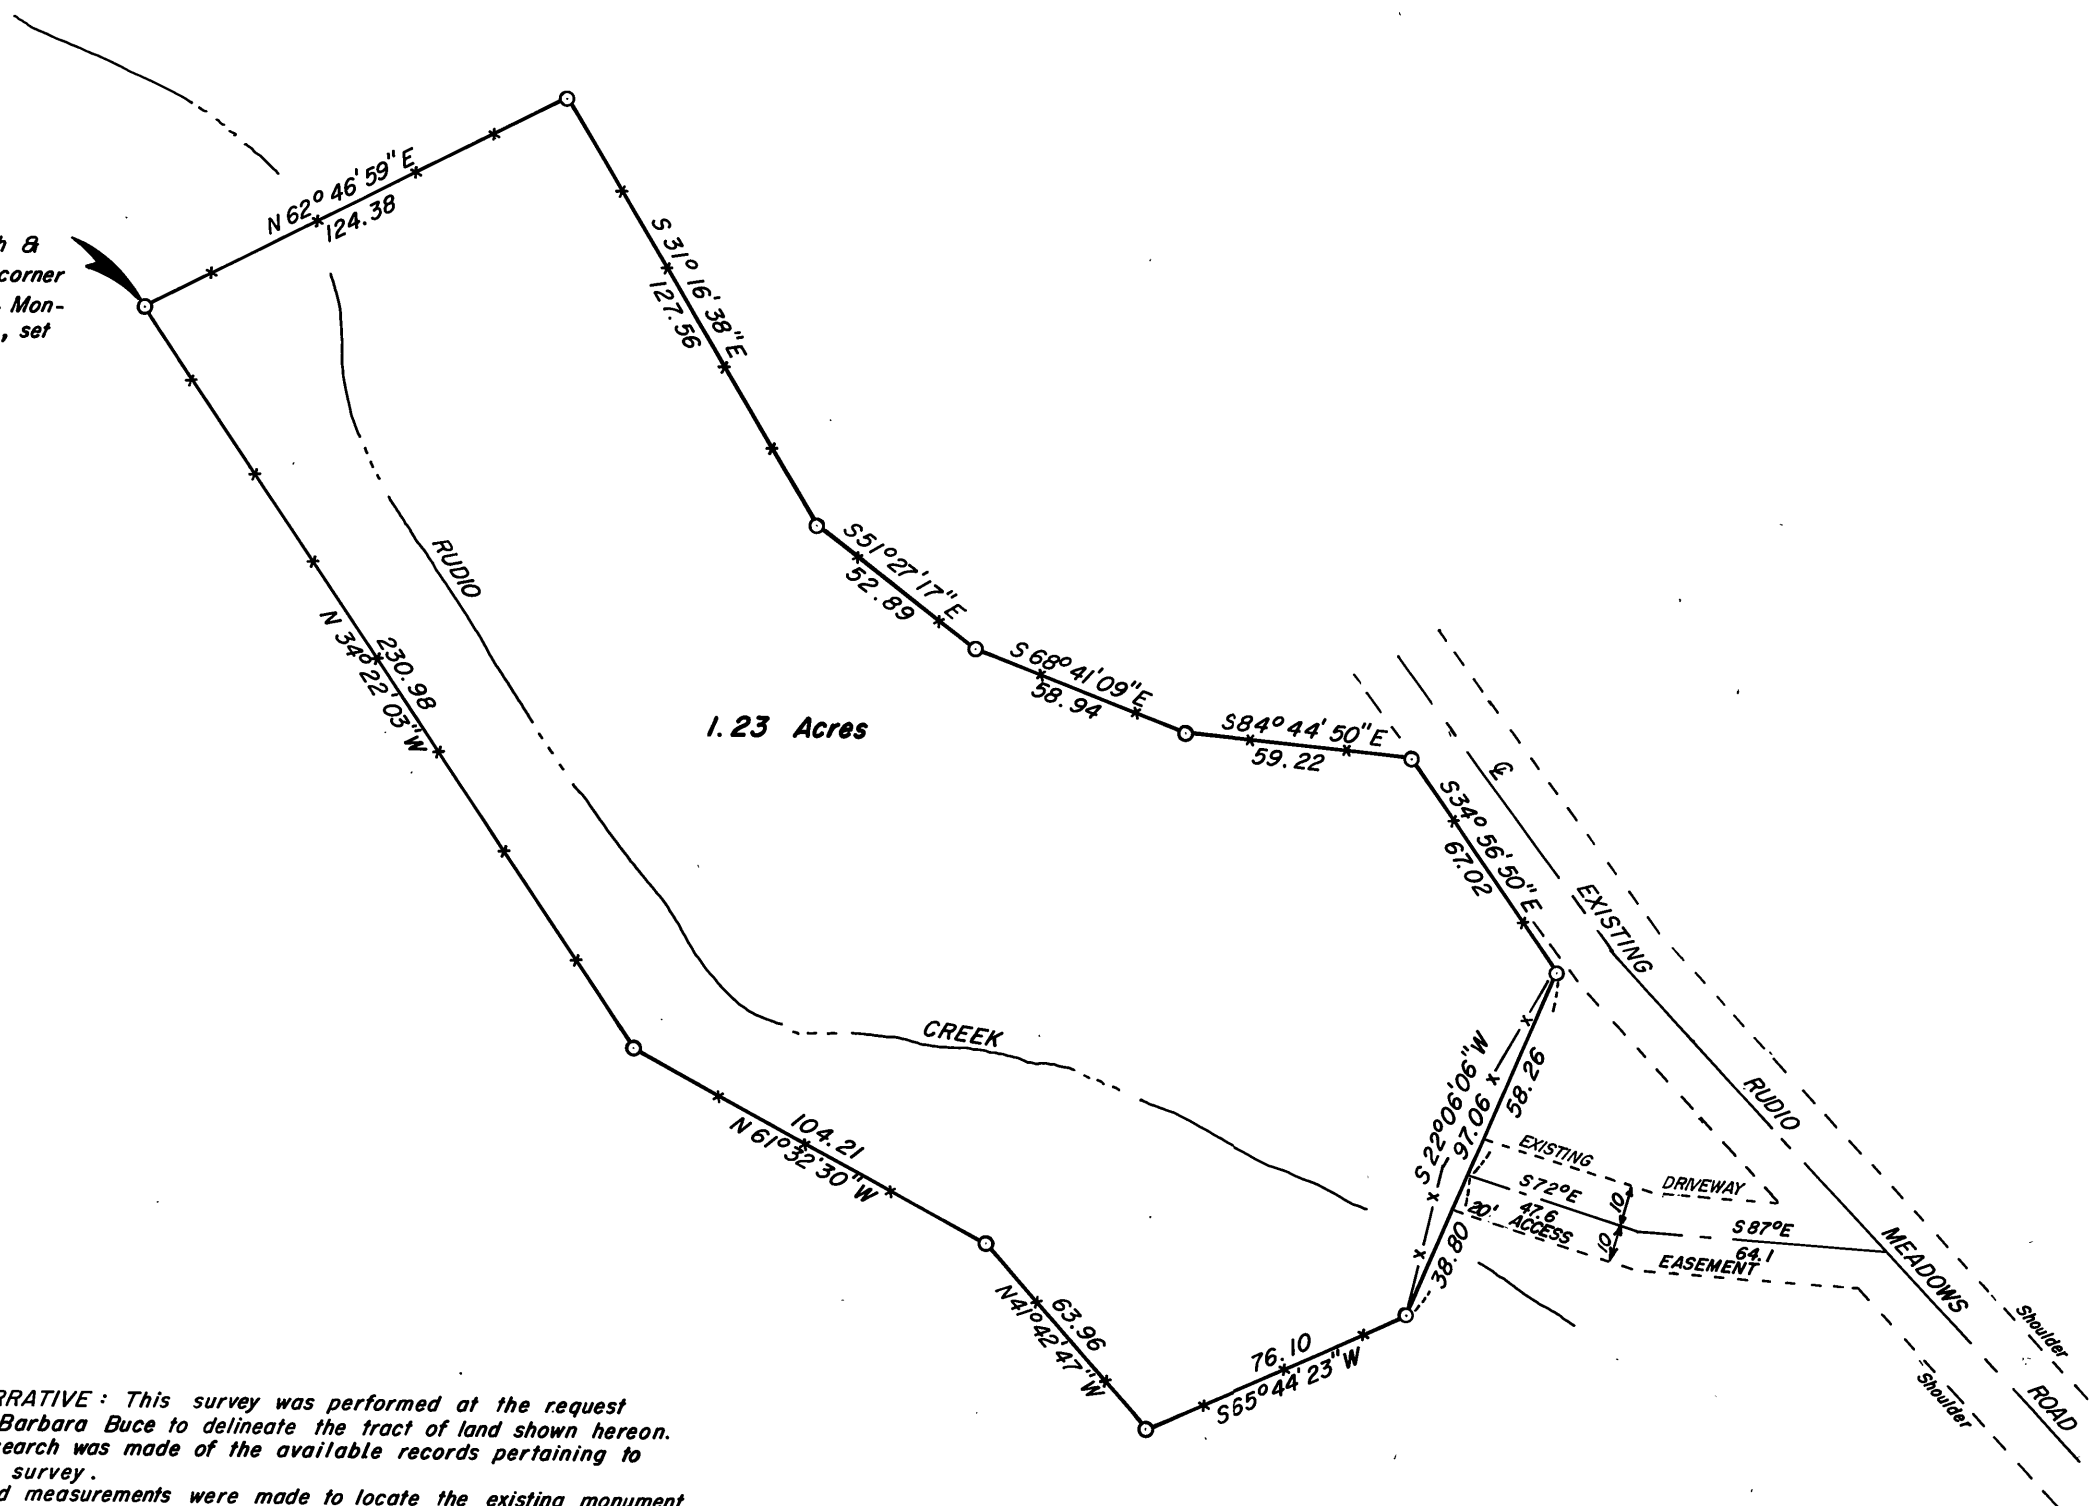 N 62° 46' 59" E
124.38
&
corner
Mon-
, set
S 31° 16' 38" E
127.56
S 51° 27' 17" E
52.89
RUDIO
230.98
N 34° 22' 03" W
S 68° 41' 09" E
58.94
1.23 Acres
S84° 44' 50" E
59.22
℄
S34° 56' 50" E
67.02
EXISTING
CREEK
S 22° 06' 06" W
97.06
58.26
38.80
RUDIO
104.21
N 61° 32' 30" W
EXISTING
DRIVEWAY
S 72° E
47.6
20' ACCESS
10
10
S 87° E
64.1
EASEMENT
MEADOWS
63.96
N41° 42' 47" W
76.10
S65° 44' 23" W
Shoulder
Shoulder
ROAD
RRATIVE : This survey was performed at the request
Barbara Buce to delineate the tract of land shown hereon.
earch was made of the available records pertaining to
survey.
d measurements were made to locate the existing monument